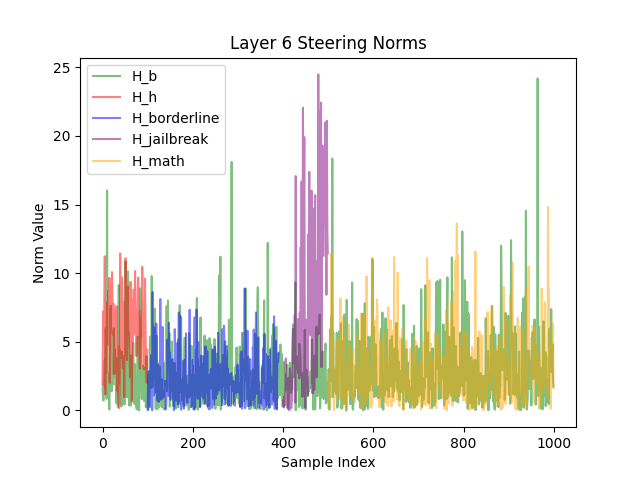 Layer 6 Steering Norms
H_b
H_h
H_borderline
H_jailbreak
H_math
Norm Value
25
20
15
10
5
0
0 200 400 600 800 1000
Sample Index